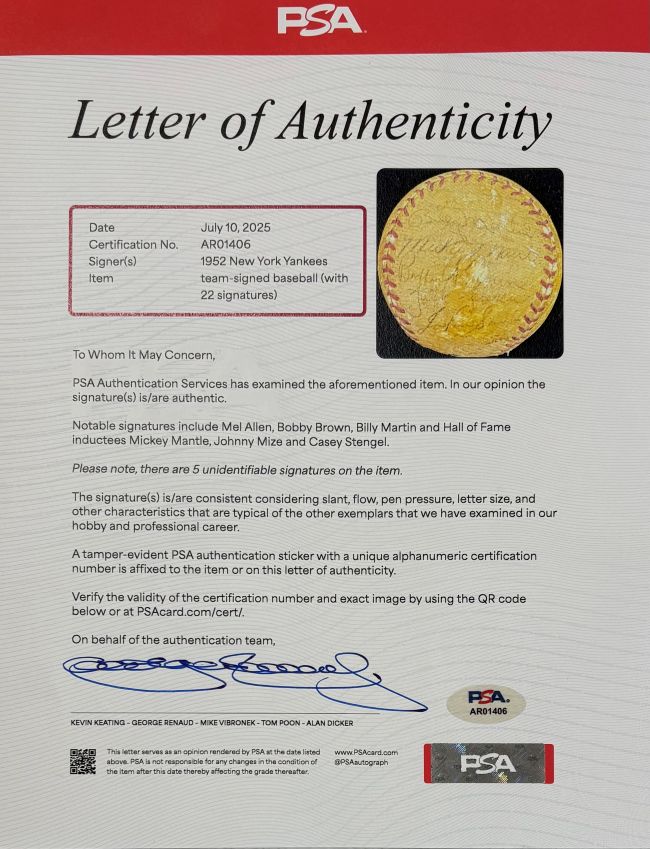 PSA
Letter of Authenticity
Date July 10, 2025
Certification No. AR01406
Signer(s) 1952 New York Yankees
Item team-signed baseball (with
22 signatures)
To Whom It May Concern,
PSA Authentication Services has examined the aforementioned item. In our opinion the
signature(s) is/are authentic.
Notable signatures include Mel Allen, Bobby Brown, Billy Martin and Hall of Fame
inductees Mickey Mantle, Johnny Mize and Casey Stengel.
Please note, there are 5 unidentifiable signatures on the item.
The signature(s) is/are consistent considering slant, flow, pen pressure, letter size, and
other characteristics that are typical of the other exemplars that we have examined in our
hobby and professional career.
A tamper-evident PSA authentication sticker with a unique alphanumeric certification
number is affixed to the item or on this letter of authenticity.
Verify the validity of the certification number and exact image by using the QR code
below or at PSAcard.com/cert/.
On behalf of the authentication team,
PSA
AR01406
KEVIN KEATING - GEORGE RENAUD - MIKE VIBRONEK - TOM POON - ALAN DICKER
This letter serves as an opinion rendered by PSA at the date listed
above. PSA is not responsible for any changes in the condition of
the item after this date thereby affecting the grade thereafter.
www.PSAcard.com
@PSAautograph
PSA